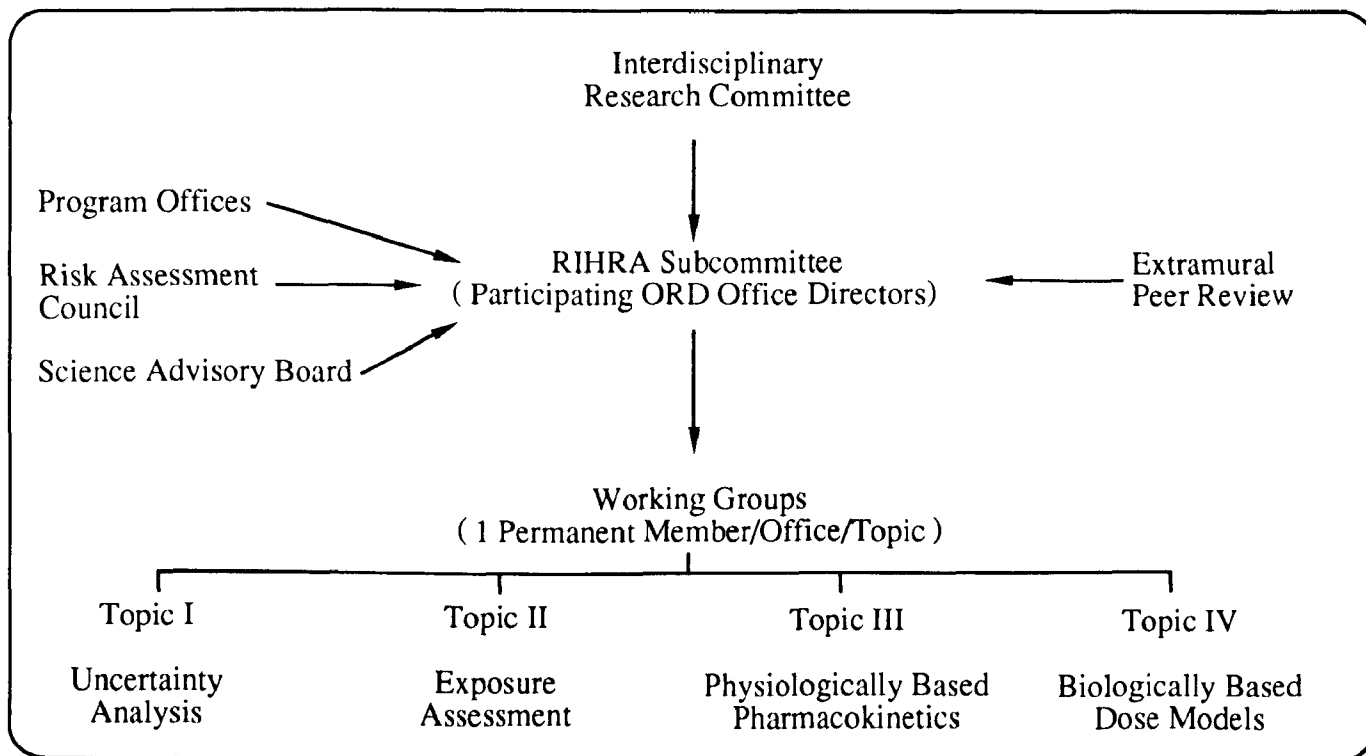 Interdisciplinary
Research Committee
Program Offices
Risk Assessment
Council
Science Advisory Board
RIHRA Subcommittee
( Participating ORD Office Directors)
Extramural
Peer Review
Working Groups
( 1 Permanent Member/Office/Topic )
Topic I
Topic II
Topic III
Topic IV
Uncertainty
Analysis
Exposure
Assessment
Physiologically Based
Pharmacokinetics
Biologically Based
Dose Models